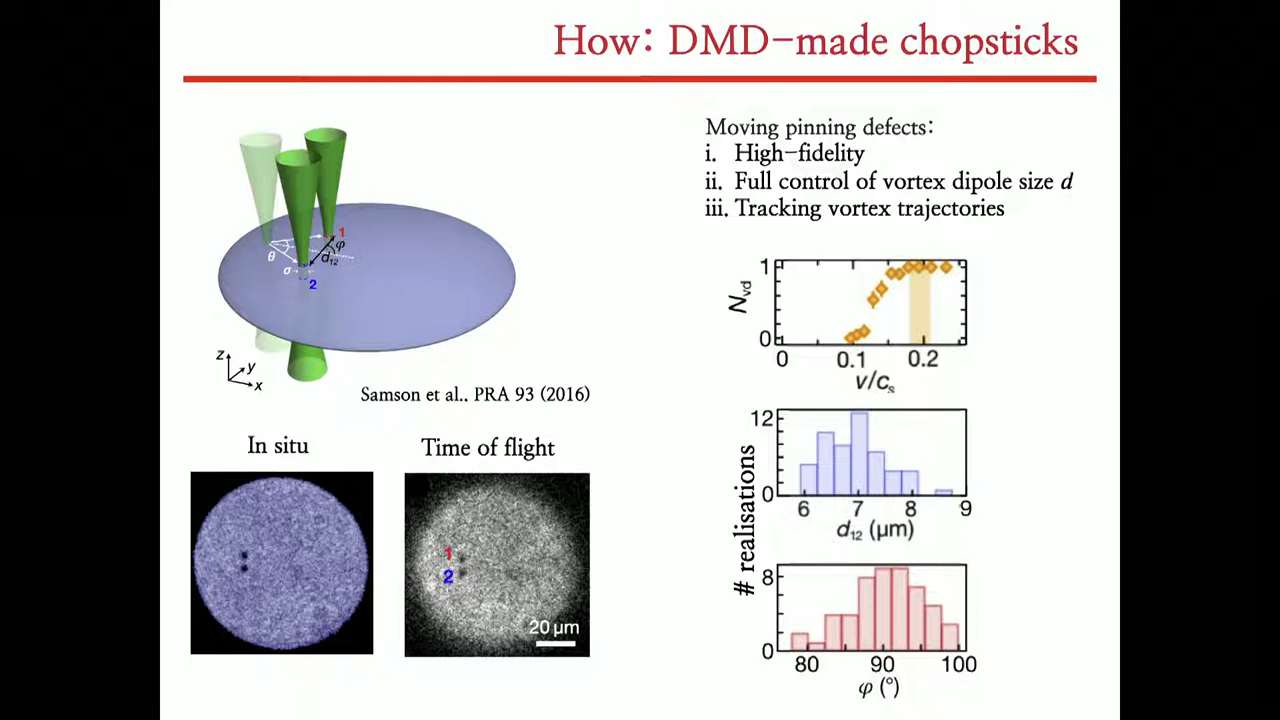 How: DMD-made chopsticks
Moving pinning defects:
i. High-fidelity
ii. Full control of vortex dipole size d
iii. Tracking vortex trajectories
1
φ
θ
d12
σ
2
z
y
x
Samson et al., PRA 93 (2016)
In situ
Time of flight
1
2
20 µm
1
Nvd
0
0 0.1 0.2
v/cs
12
0
6 7 8 9
d12 (µm)
# realisations
8
0
80 90 100
φ (°)